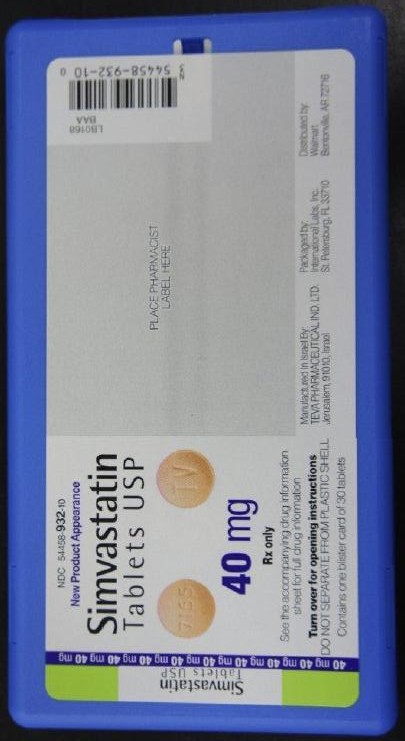 NDC 54458-932-10
New Product Appearance
Simvastatin
Tablets USP
7155
TV
40 mg
Rx only
See the accompanying drug information
sheet for full drug information
Turn over for opening instructions
DO NOT SEPARATE FROM PLASTIC SHELL
Contains one blister card of 30 tablets
40 mg 40 mg 40 mg 40 mg 40 mg 40 mg 40 mg 40 mg 40 mg 40 mg
Simvastatin
Tablets USP
PLACE PHARMACIST
LABEL HERE
Manufactured In Israel By:
TEVA PHARMACEUTICAL IND. LTD.
Jerusalem, 91010, Israel
Packaged by:
International Labs, Inc.
St. Petersburg, FL 33710
Distributed by:
Walmart
Bentonville, AR 72716
54458-932-10 0
LB0168
BAA